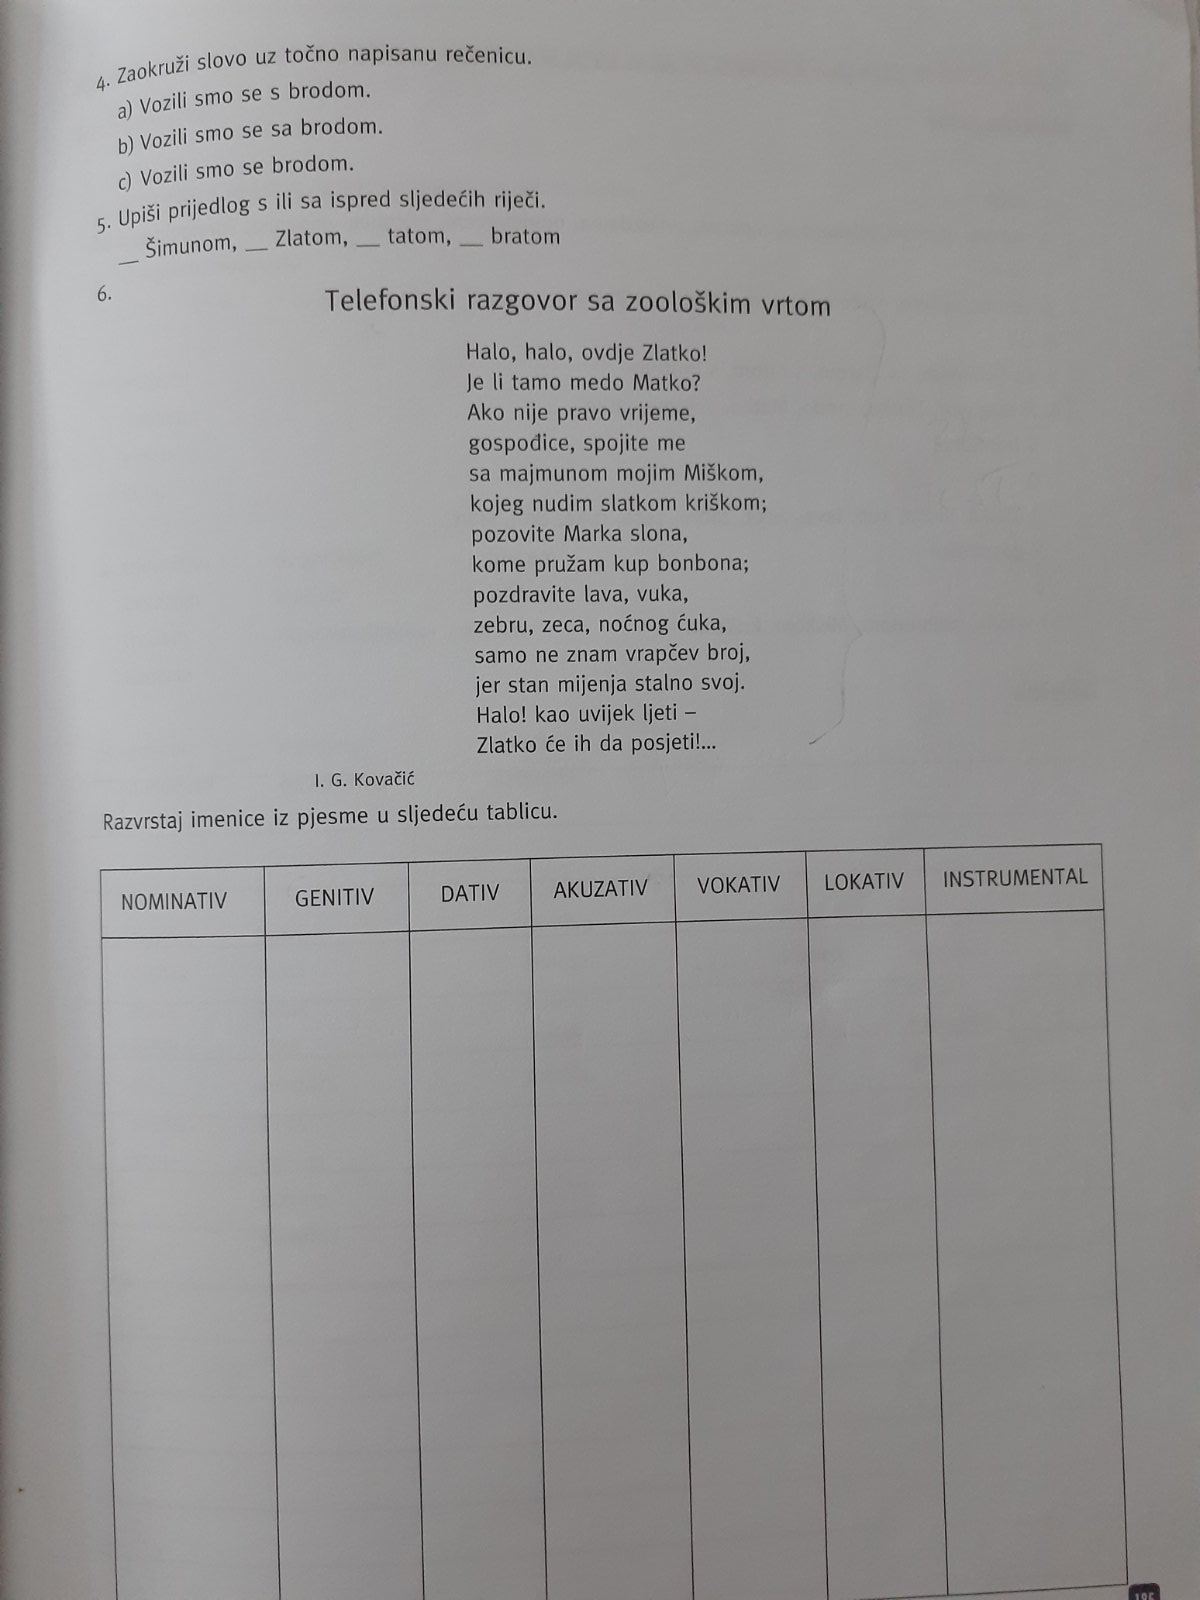 4. Zaokruži slovo uz točno napisanu rečenicu.
a) Vozili smo se s brodom.
b) Vozili smo se sa brodom.
c) Vozili smo se brodom.
5. Upiši prijedlog s ili sa ispred sljedećih riječi.
__ Šimunom, __ Zlatom, __ tatom, __ bratom
6.
Telefonski razgovor sa zoološkim vrtom
Halo, halo, ovdje Zlatko!
Je li tamo medo Matko?
Ako nije pravo vrijeme,
gospođice, spojite me
sa majmunom mojim Miškom,
kojeg nudim slatkom kriškom;
pozovite Marka slona,
kome pružam kup bonbona;
pozdravite lava, vuka,
zebru, zeca, noćnog ćuka,
samo ne znam vrapčev broj,
jer stan mijenja stalno svoj.
Halo! kao uvijek ljeti –
Zlatko će ih da posjeti!...
I. G. Kovačić
Razvrstaj imenice iz pjesme u sljedeću tablicu.
NOMINATIV GENITIV DATIV AKUZATIV VOKATIV LOKATIV INSTRUMENTAL